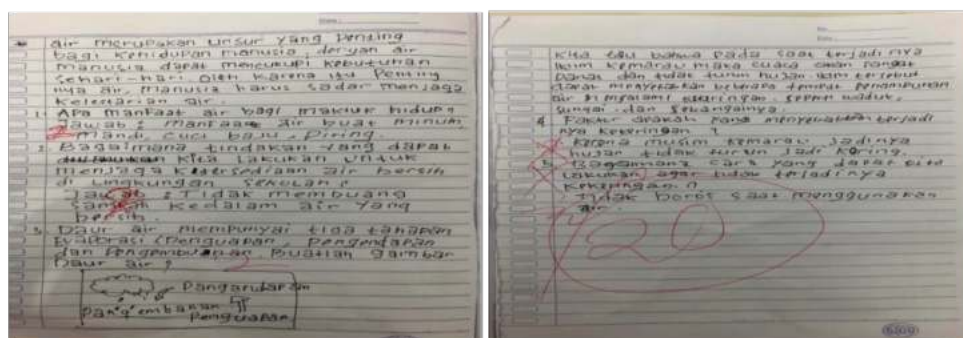 air merupakan unsur yang penting
bagi kehidupan manusia, dengan air
manusia dapat mencukupi kebutuhan
sehari-hari oleh karena itu penting
nya air, manusia harus sadar menjaga
kelestarian air.
1. Apa manfaat air bagi makluk hidup?
Jawab: manfaat air buat minum,
mandi, cuci baju, piring.
2. Bagaimana tindakan yang dapat
kita lakukan untuk
menjaga ketersediaan air bersih
di lingkungan sekolah?
Jawab: Tidak membuang
sampah kedalam air yang
bersih.
3. Daur air mempunyai tiga tahapan
Evaporasi (Penguapan, pengendapan
dan pengembunan. Buatlah gambar
Daur air?
Penguapan
kita tau bahwa pada saat terjadi nya
musim kemarau maka cuaca akan sangat
panas dan tidak turun hujan.
dapat menyebabkan beberapa tempat penampungan
air mengalami kekeringan. seperti waduk,
sungai. dan sebangainya.
4. Faktor apakah yang menyebabkan terjadi
nya kekeringan?
karena musim kemarau jadinya
hujan tidak turun jadi kering.
5. Bagaimana cara yang dapat kita
lakukan agar tidak terjadinya
kekeringan?
Tidak boros saat menggunakan
air.
20